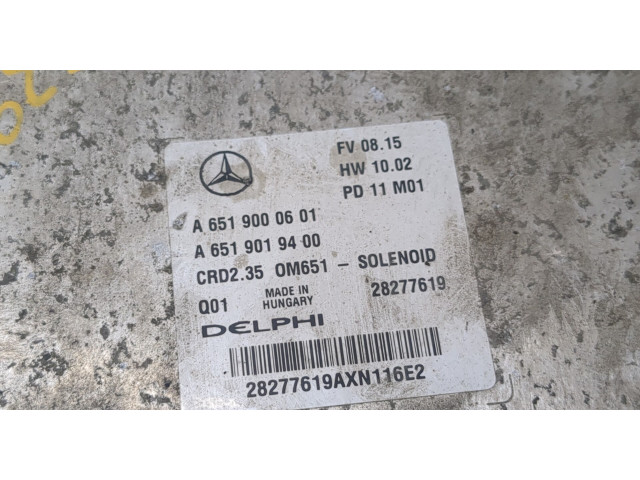 FV 08.15
HW 10.02
PD 11 M01
A 651 900 06 01
A 651 901 94 00
CRD2.35 OM651 - SOLENOID
Q01 MADE IN HUNGARY 28277619
DELPHI
28277619AXN116E2